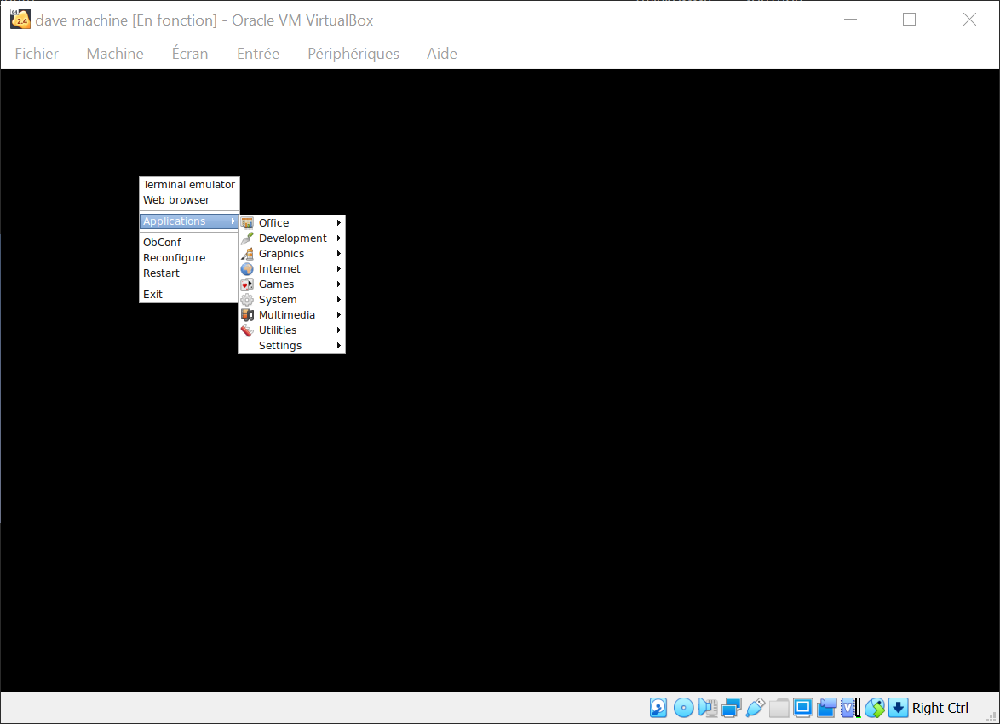 dave machine [En fonction] - Oracle VM VirtualBox
Fichier Machine Écran Entrée Périphériques Aide
Terminal emulator
Web browser
Applications
ObConf
Reconfigure
Restart
Exit
Office
Development
Graphics
Internet
Games
System
Multimedia
Utilities
Settings
Right Ctrl